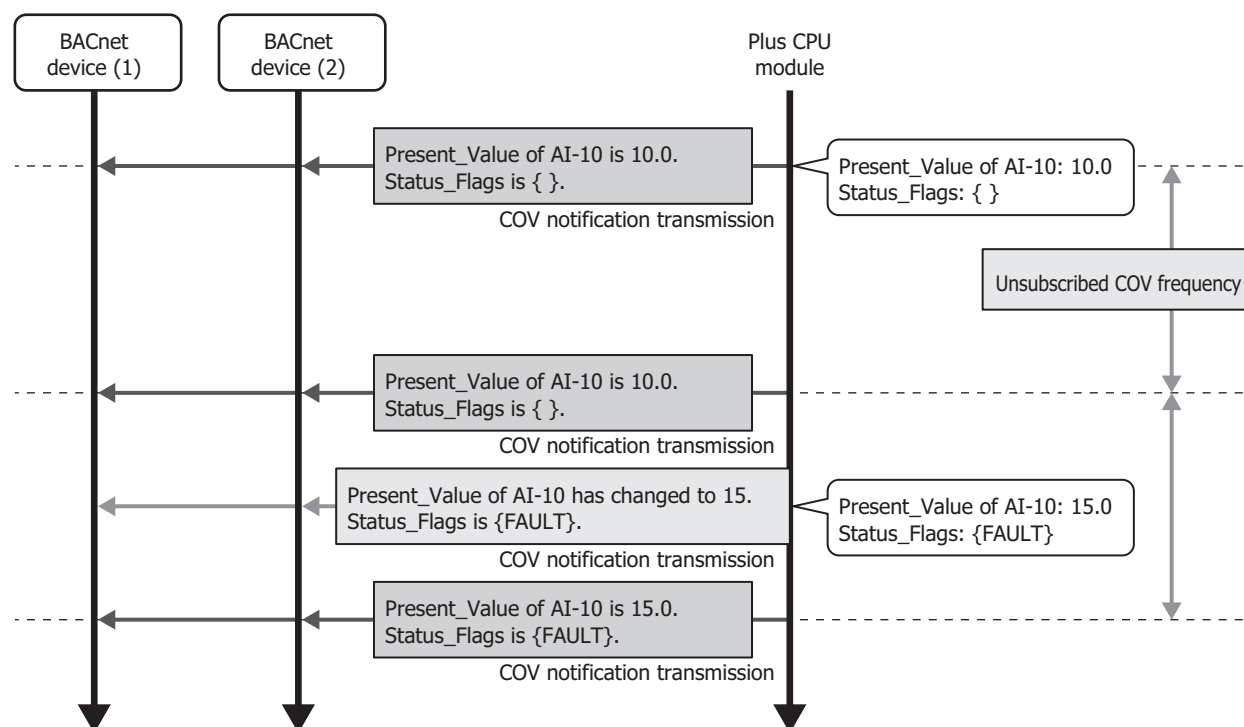 BACnet
device (1)
BACnet
device (2)
Plus CPU
module
Present_Value of AI-10 is 10.0.
Status_Flags is { }.
COV notification transmission
Present_Value of AI-10: 10.0
Status_Flags: { }
Unsubscribed COV frequency
Present_Value of AI-10 is 10.0.
Status_Flags is { }.
COV notification transmission
Present_Value of AI-10 has changed to 15.
Status_Flags is {FAULT}.
COV notification transmission
Present_Value of AI-10: 15.0
Status_Flags: {FAULT}
Present_Value of AI-10 is 15.0.
Status_Flags is {FAULT}.
COV notification transmission